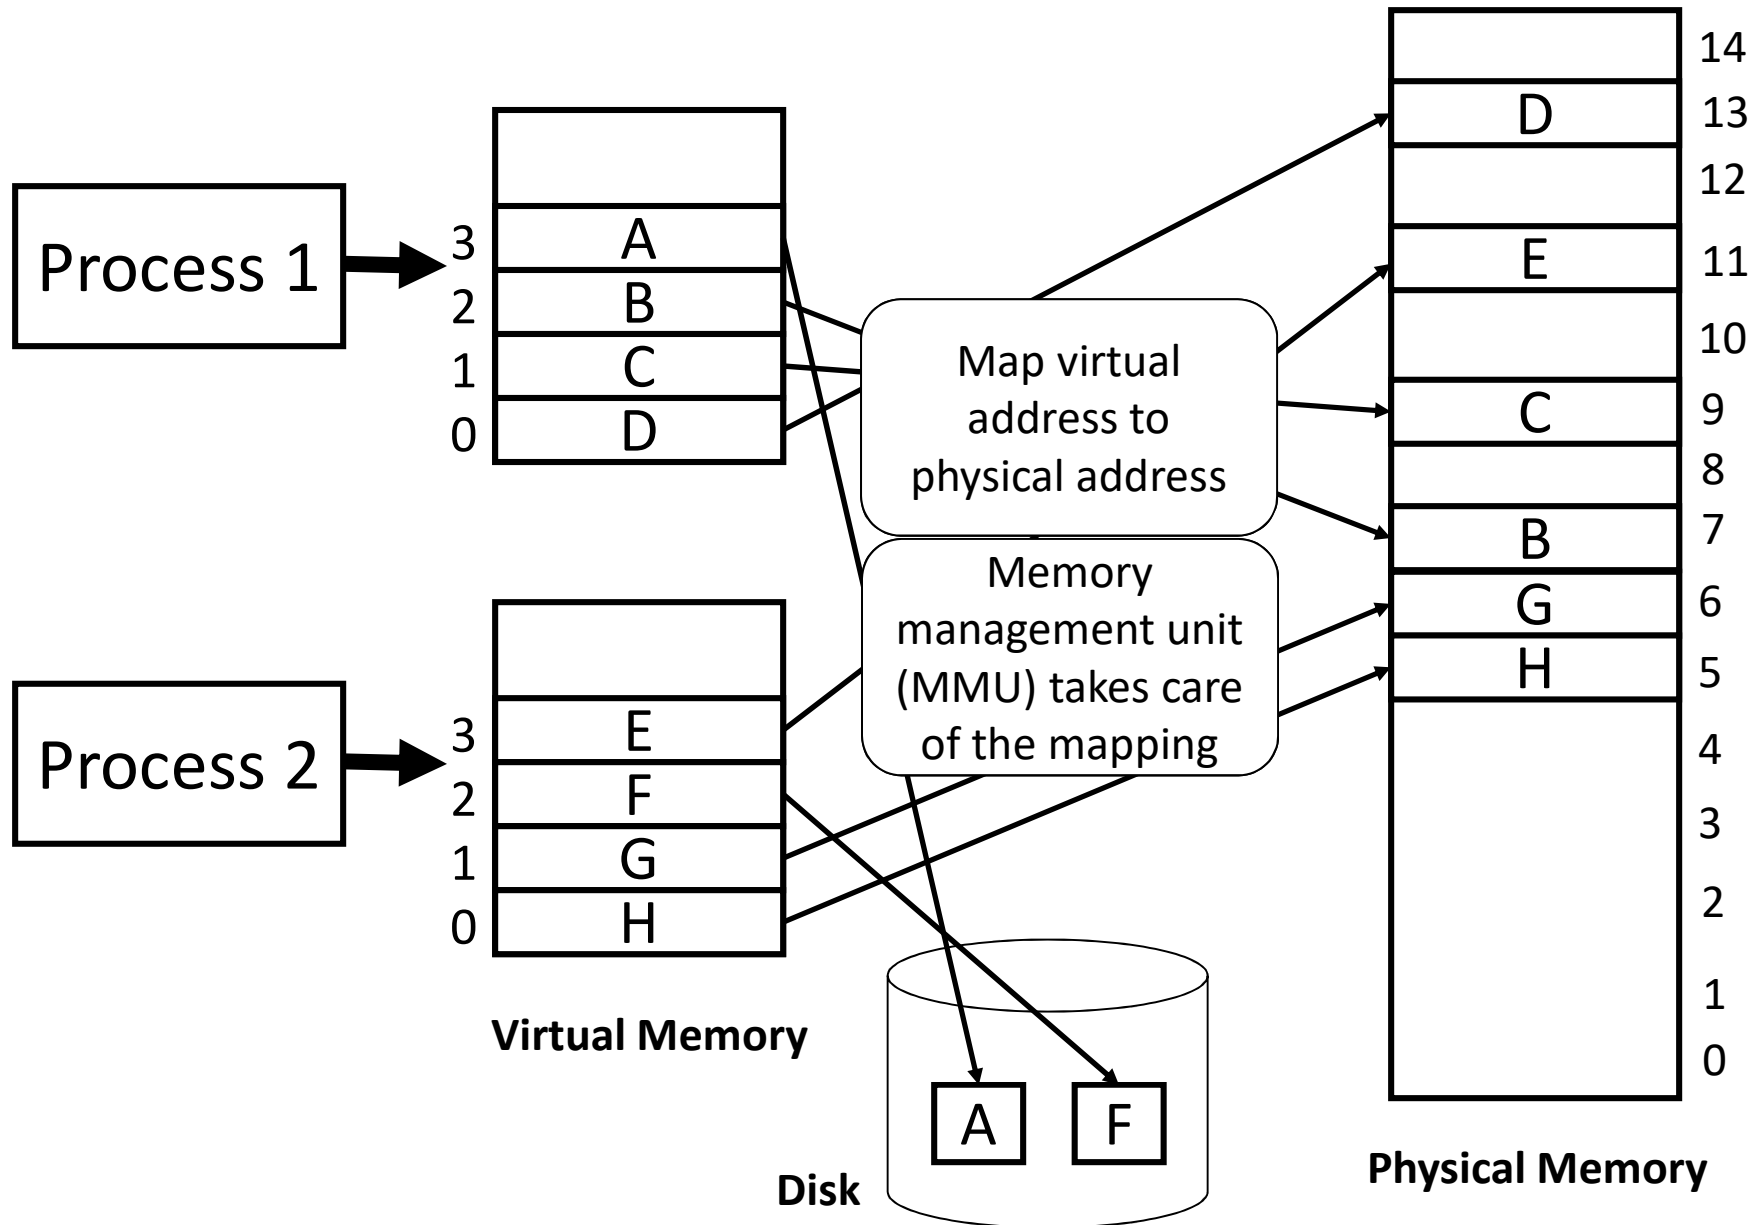 Process 1
3
A
2
B
1
C
0
D
Process 2
3
E
2
F
1
G
0
H
Virtual Memory
Map virtual
address to
physical address
Memory
management unit
(MMU) takes care
of the mapping
A
F
Disk
14
D
13
12
E
11
10
C
9
8
B
7
G
6
H
5
4
3
2
1
0
Physical Memory